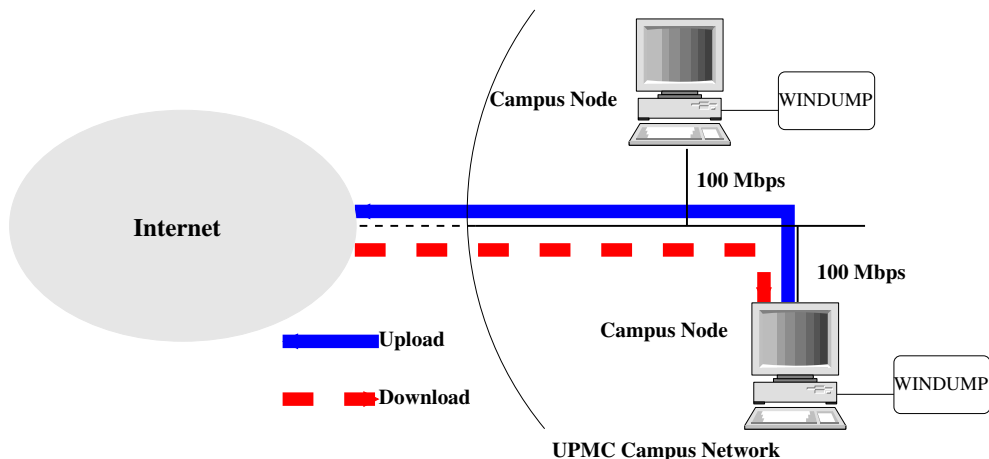 Campus Node
WINDUMP
100 Mbps
Internet
100 Mbps
Campus Node
Upload
WINDUMP
Download
UPMC Campus Network